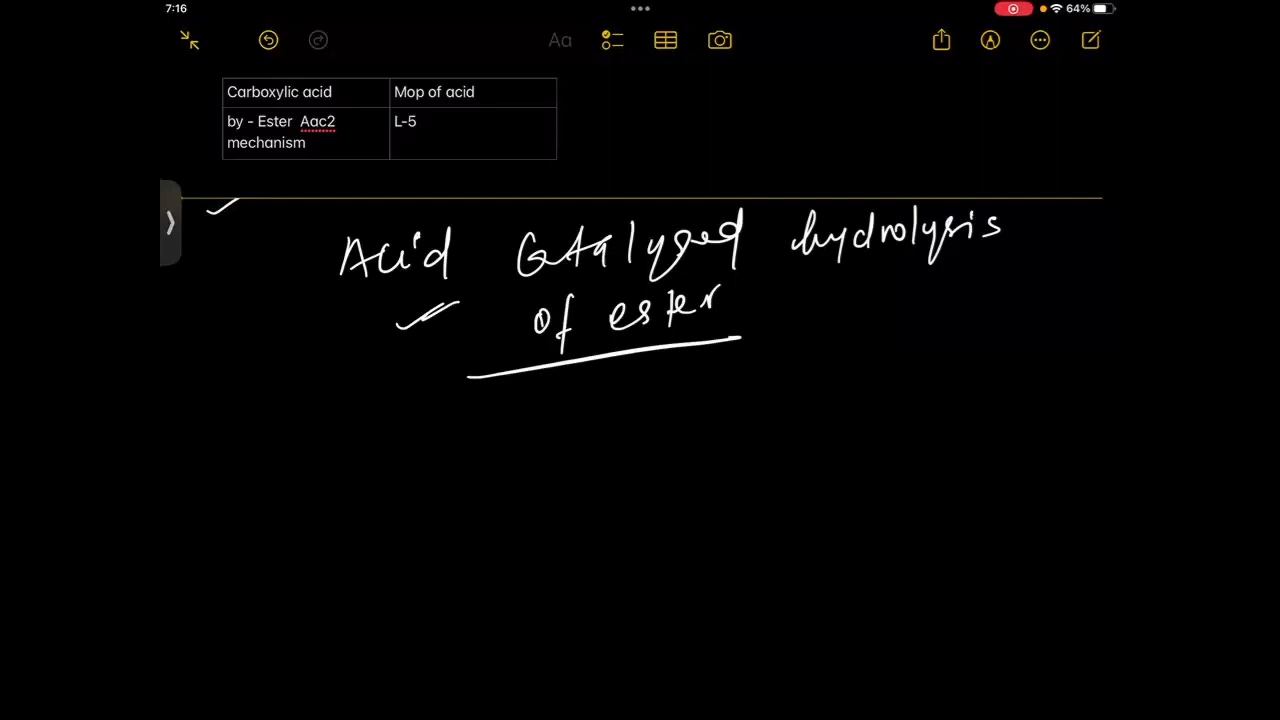 7:16
64%
Aa
Carboxylic acid
Mop of acid
by - Ester Aac2
mechanism
L-5
Acid Catalysed hydrolysis
of ester